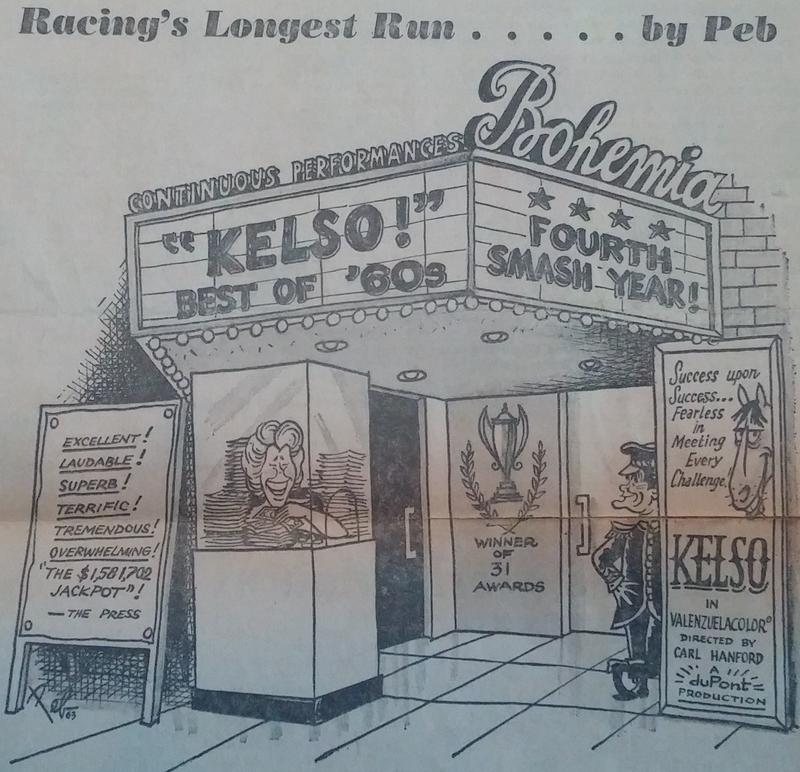 Racing's Longest Run . . . . . by Peb
Bohemia
CONTINUOUS PERFORMANCES
"KELSO!"
BEST OF '60s
FOURTH
SMASH YEAR!
EXCELLENT!
LAUDABLE!
SUPERB!
TERRIFIC!
TREMENDOUS!
OVERWHELMING!
"THE $1,581,702
JACKPOT"!
— THE PRESS
WINNER
OF
31
AWARDS
Success upon
Success...
Fearless
in
Meeting
Every
Challenge!
KELSO
IN
VALENZUELACOLOR
DIRECTED BY
CARL HANFORD
A
duPont
PRODUCTION
Peb 63